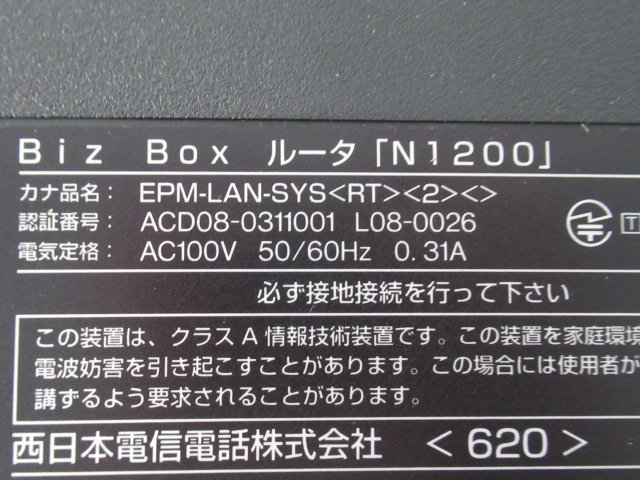 Biz Box ルータ「N1200」
カナ品名： EPM-LAN-SYS<RT><2><>
認証番号： ACD08-0311001 L08-0026
電気定格： AC100V 50/60Hz 0.31A
必ず接地接続を行って下さい
この装置は、クラスA情報技術装置です。この装置を家庭環境
電波妨害を引き起こすことがあります。この場合には使用者が
講ずるよう要求されることがあります。
西日本電信電話株式会社 <620>